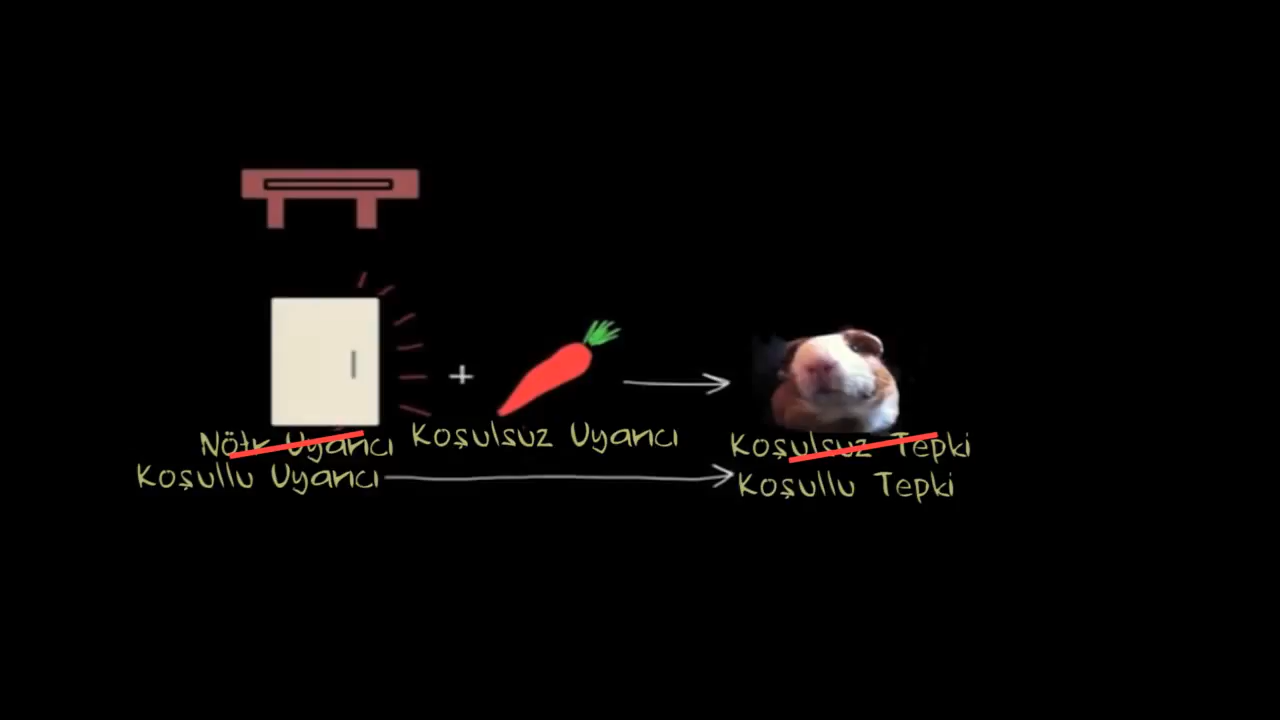 Nötr Uyarıcı
Koşulsuz Uyarıcı
Koşulsuz Tepki
Koşullu Uyarıcı
Koşullu Tepki